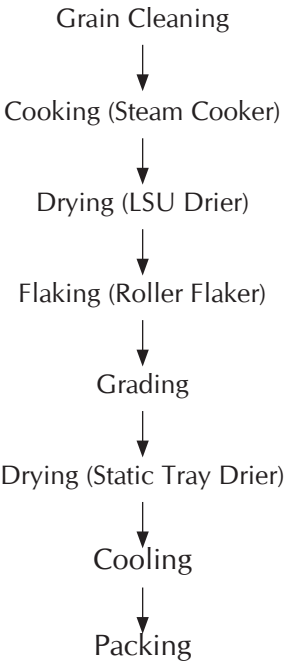 Grain Cleaning
Cooking (Steam Cooker)
Drying (LSU Drier)
Flaking (Roller Flaker)
Grading
Drying (Static Tray Drier)
Cooling
Packing